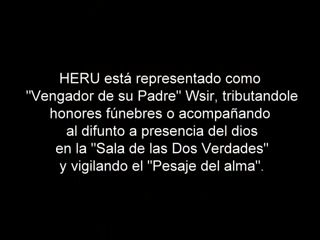 HERU está representado como
"Vengador de su Padre" Wsir, tributandole
honores fúnebres o acompañando
al difunto a presencia del dios
en la "Sala de las Dos Verdades"
y vigilando el "Pesaje del alma".